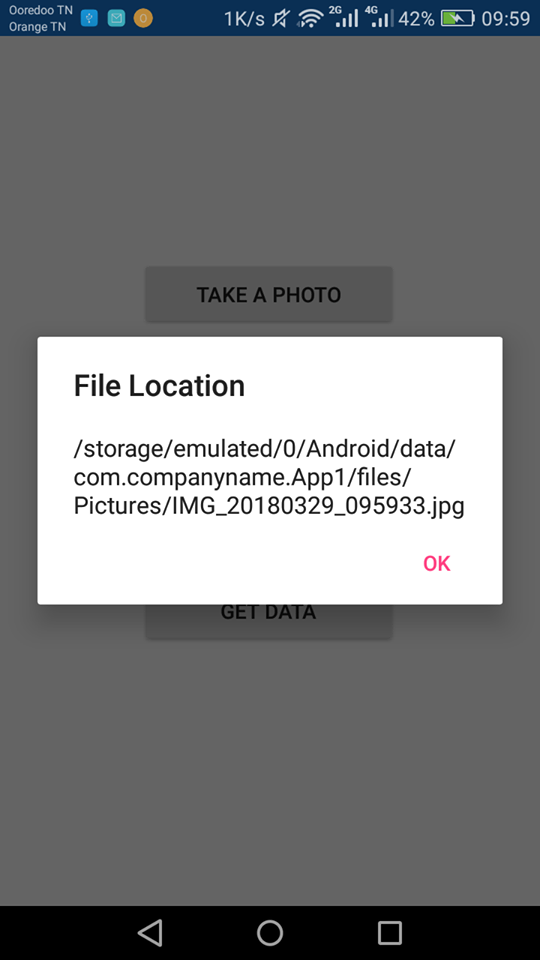 Ooredoo TN
Orange TN
1K/s 2G 4G 42% 09:59
TAKE A PHOTO
File Location
/storage/emulated/0/Android/data/
com.companyname.App1/files/
Pictures/IMG_20180329_095933.jpg
OK
GET DATA